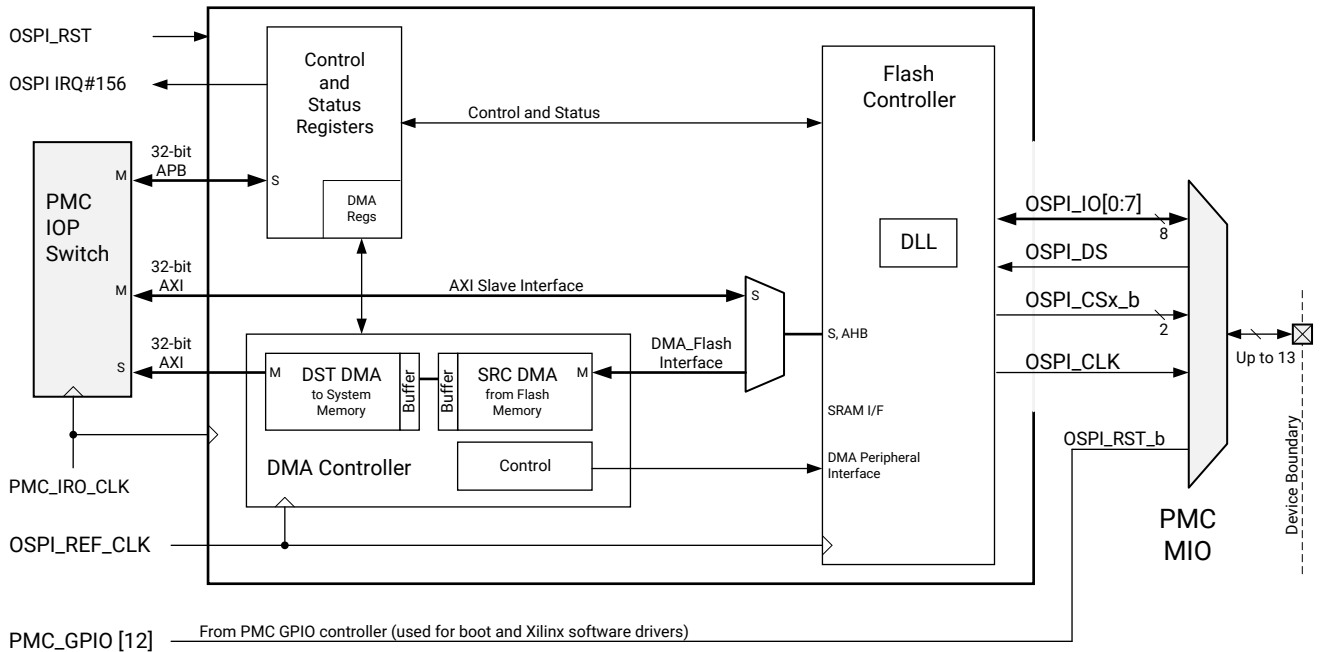 OSPI_RST
OSPI IRQ#156
Control
and
Status
Registers
DMA
Regs
S
Control and Status
Flash
Controller
DLL
S, AHB
SRAM I/F
DMA Peripheral
Interface
PMC
IOP
Switch
M
M
S
32-bit
APB
32-bit
AXI
32-bit
AXI
AXI Slave Interface
S
DMA_Flash
Interface
M
DST DMA
to System
Memory
Buffer
Buffer
SRC DMA
from Flash
Memory
M
DMA Controller
Control
PMC_IRO_CLK
OSPI_REF_CLK
PMC_GPIO [12]
From PMC GPIO controller (used for boot and Xilinx software drivers)
OSPI_IO[0:7]
8
OSPI_DS
OSPI_CSx_b
2
OSPI_CLK
OSPI_RST_b
PMC
MIO
Up to 13
Device Boundary